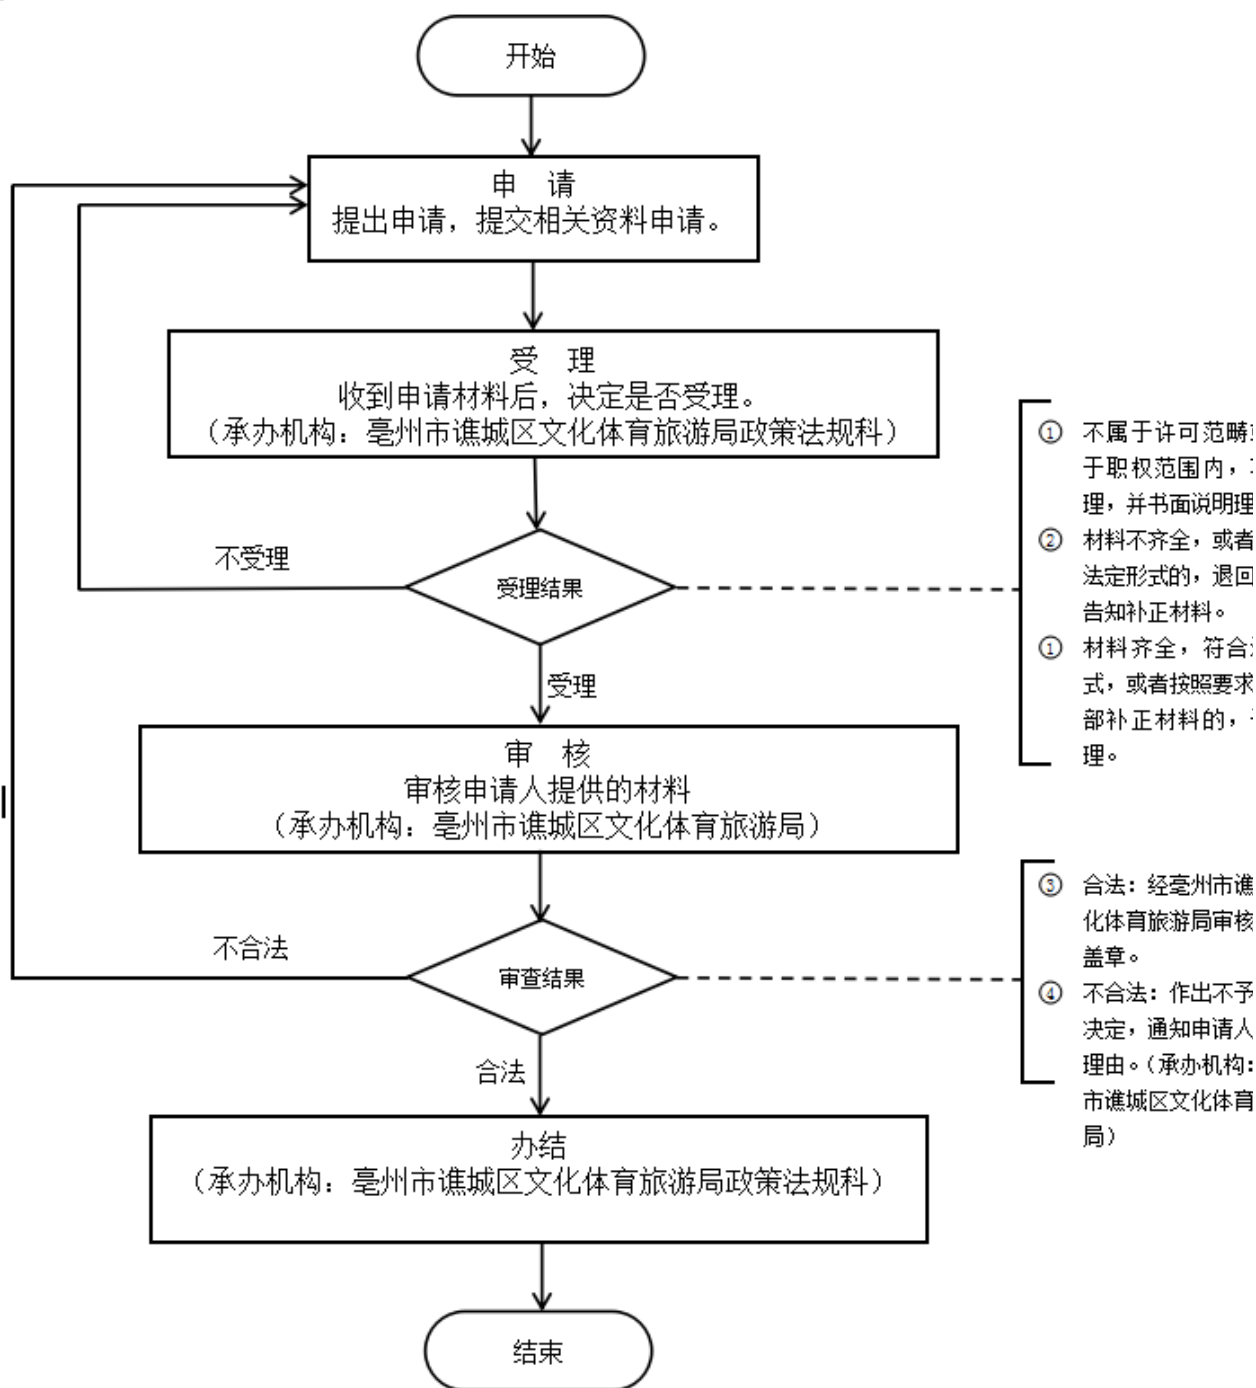 开始
申 请
提出申请，提交相关资料申请。
受 理
收到申请材料后，决定是否受理。
（承办机构：亳州市谯城区文化体育旅游局政策法规科）
不受理
受理结果
受理
① 不属于许可范畴
于职权范围内，
理，并书面说明理
② 材料不齐全，或者
法定形式的，退回
告知补正材料。
① 材料齐全，符合
式，或者按照要求
部补正材料的，
理。
审 核
审核申请人提供的材料
（承办机构：亳州市谯城区文化体育旅游局）
不合法
审查结果
合法
③ 合法：经亳州市谯
化体育旅游局审核
盖章。
④ 不合法：作出不予
决定，通知申请人
理由。（承办机构：
市谯城区文化体育
局）
办结
（承办机构：亳州市谯城区文化体育旅游局政策法规科）
结束